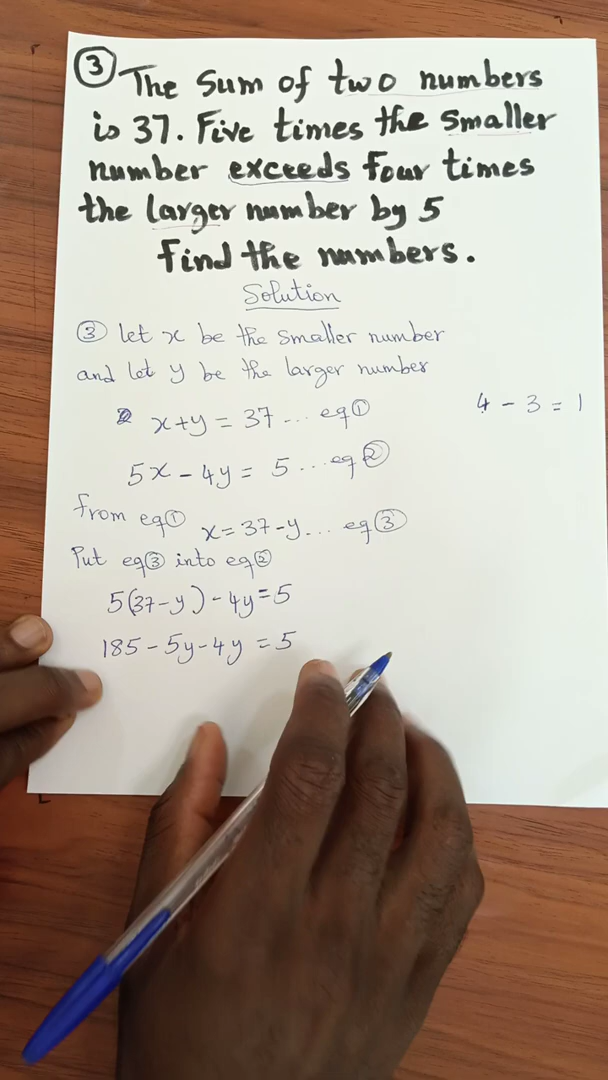 ③ The Sum of two numbers
is 37. Five times the smaller
number exceeds four times
the larger number by 5
Find the numbers.
Solution
③ let x be the smaller number
and let y be the larger number
x+y = 37 ... eq①
4 - 3 = 1
5x - 4y = 5 ... eq②
from eq① x = 37-y ... eq③
Put eq③ into eq②
5(37-y) - 4y = 5
185 - 5y - 4y = 5